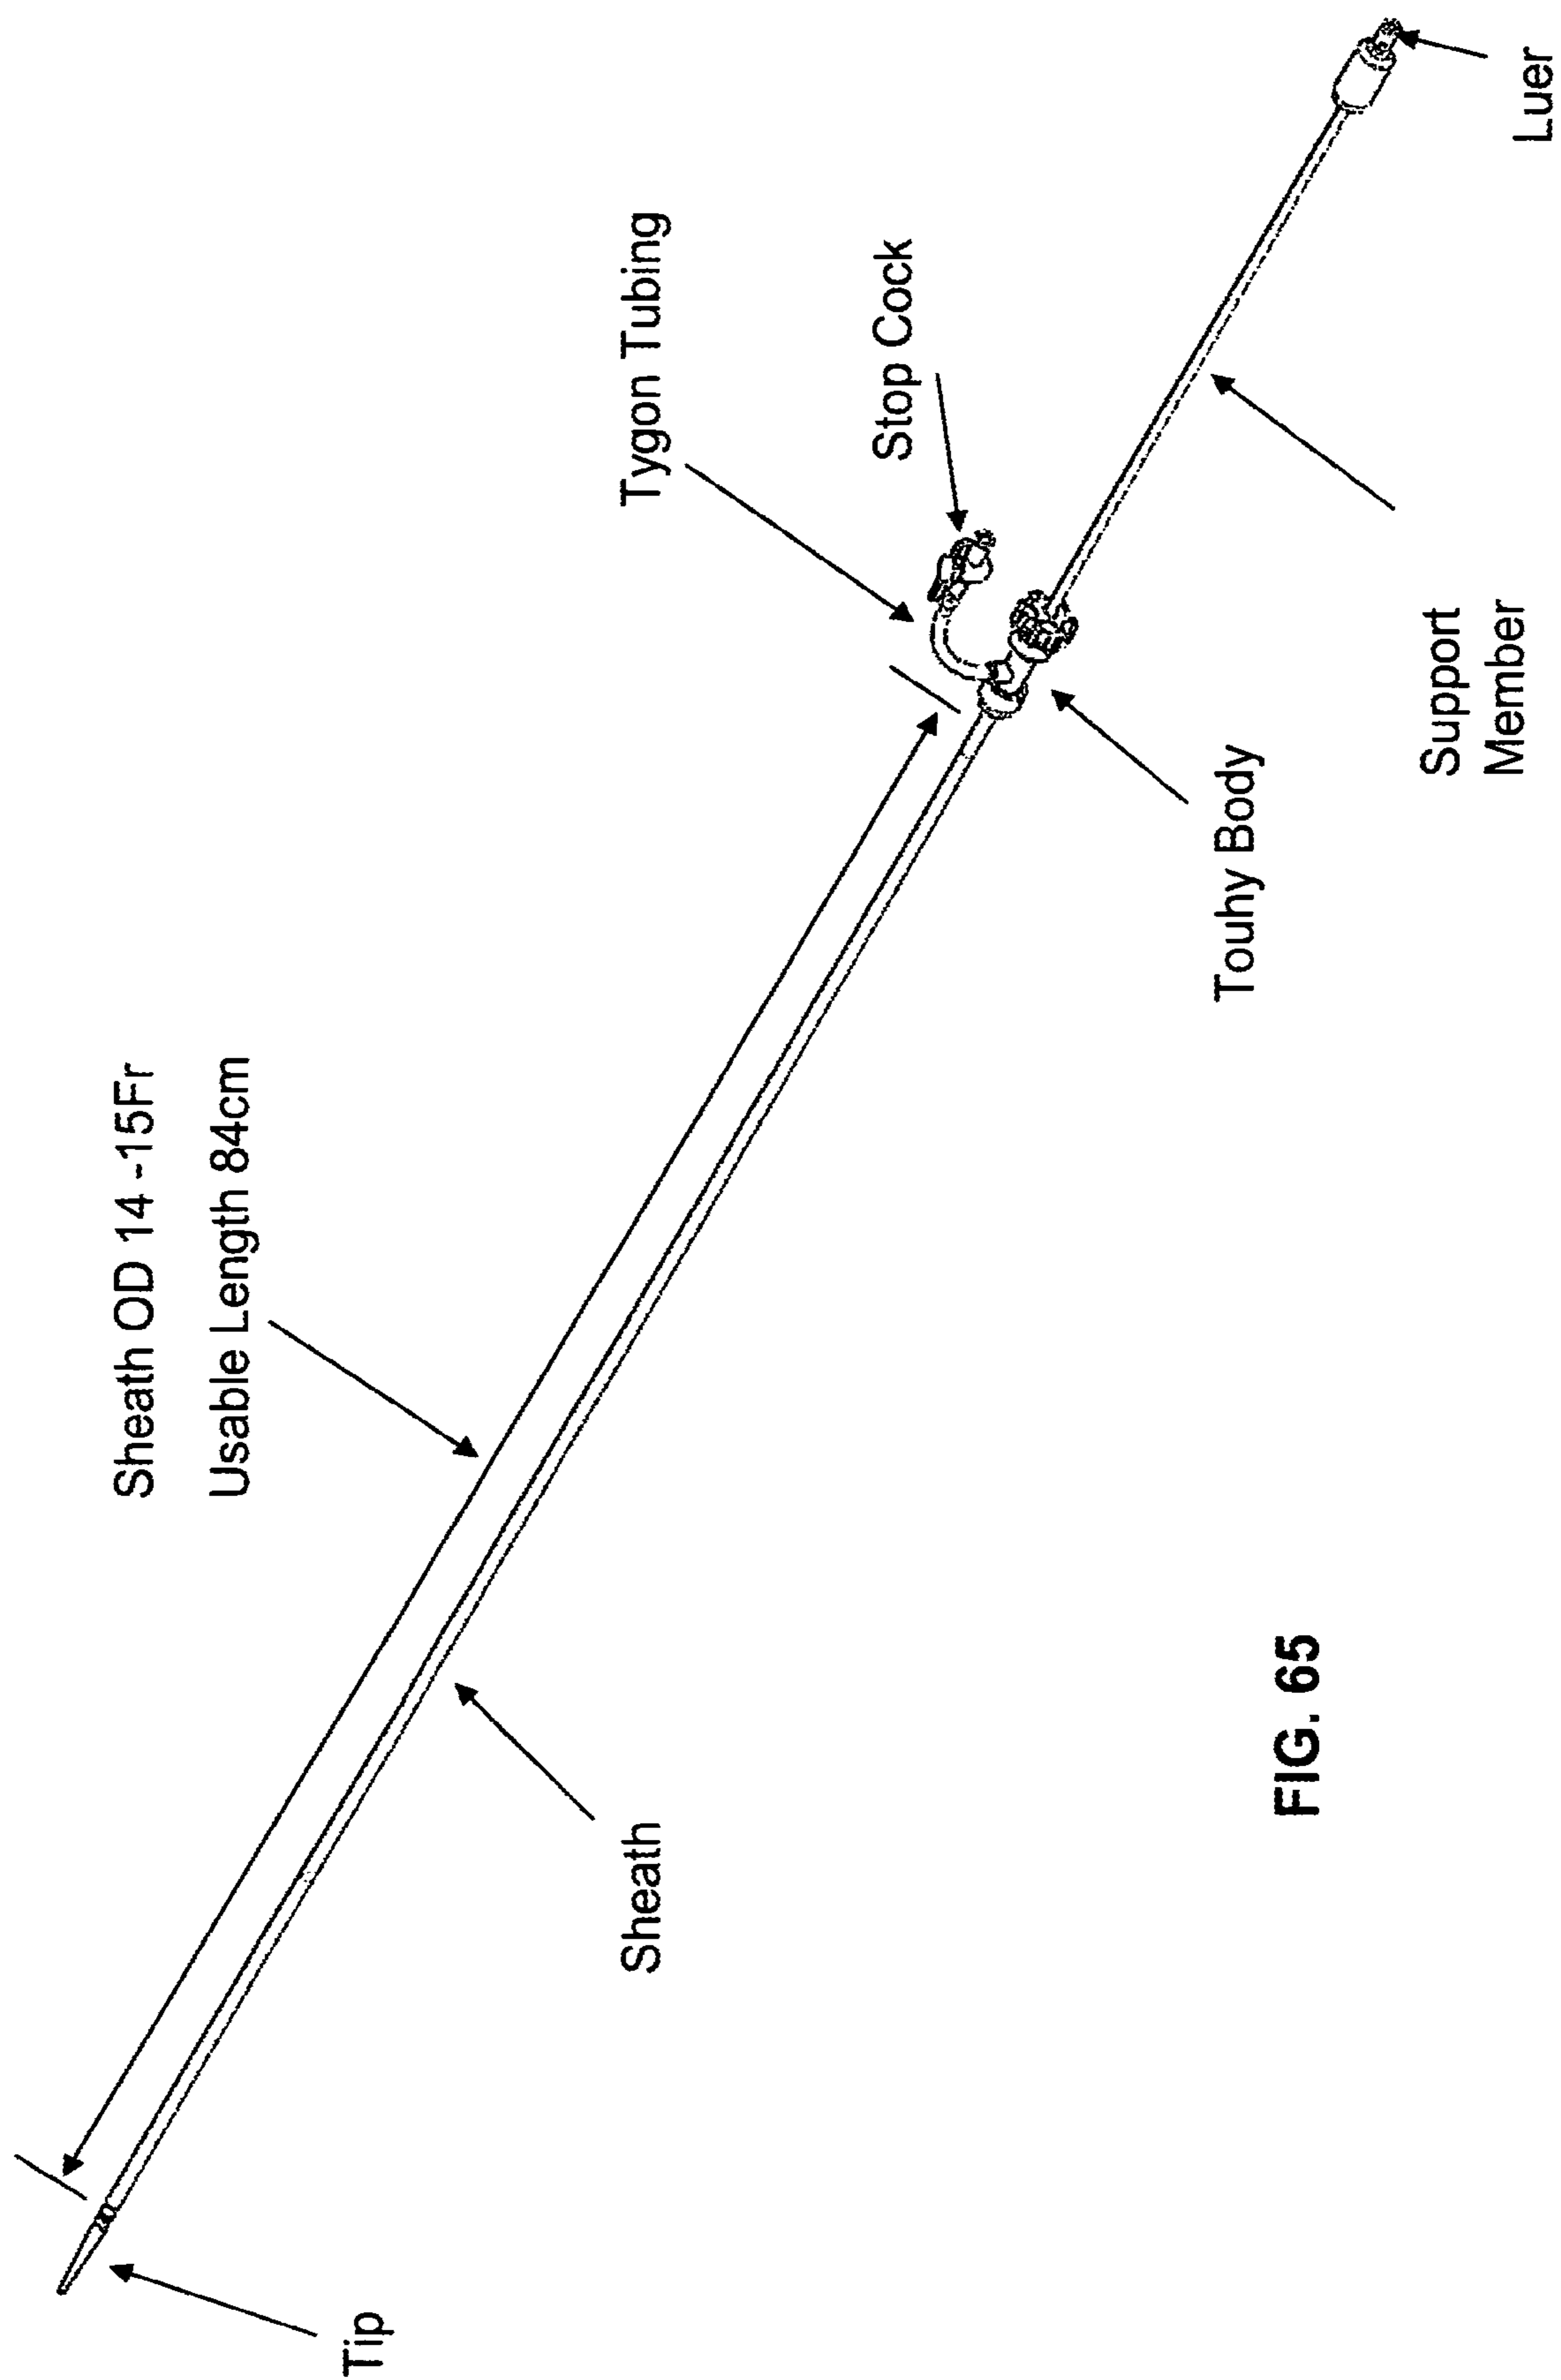 Sheath OD 14 -15Fr
Usable Length 84cm
Tygon Tubing
Stop Cock
Tip
Sheath
Touhy Body
Support
Member
Luer
FIG. 65